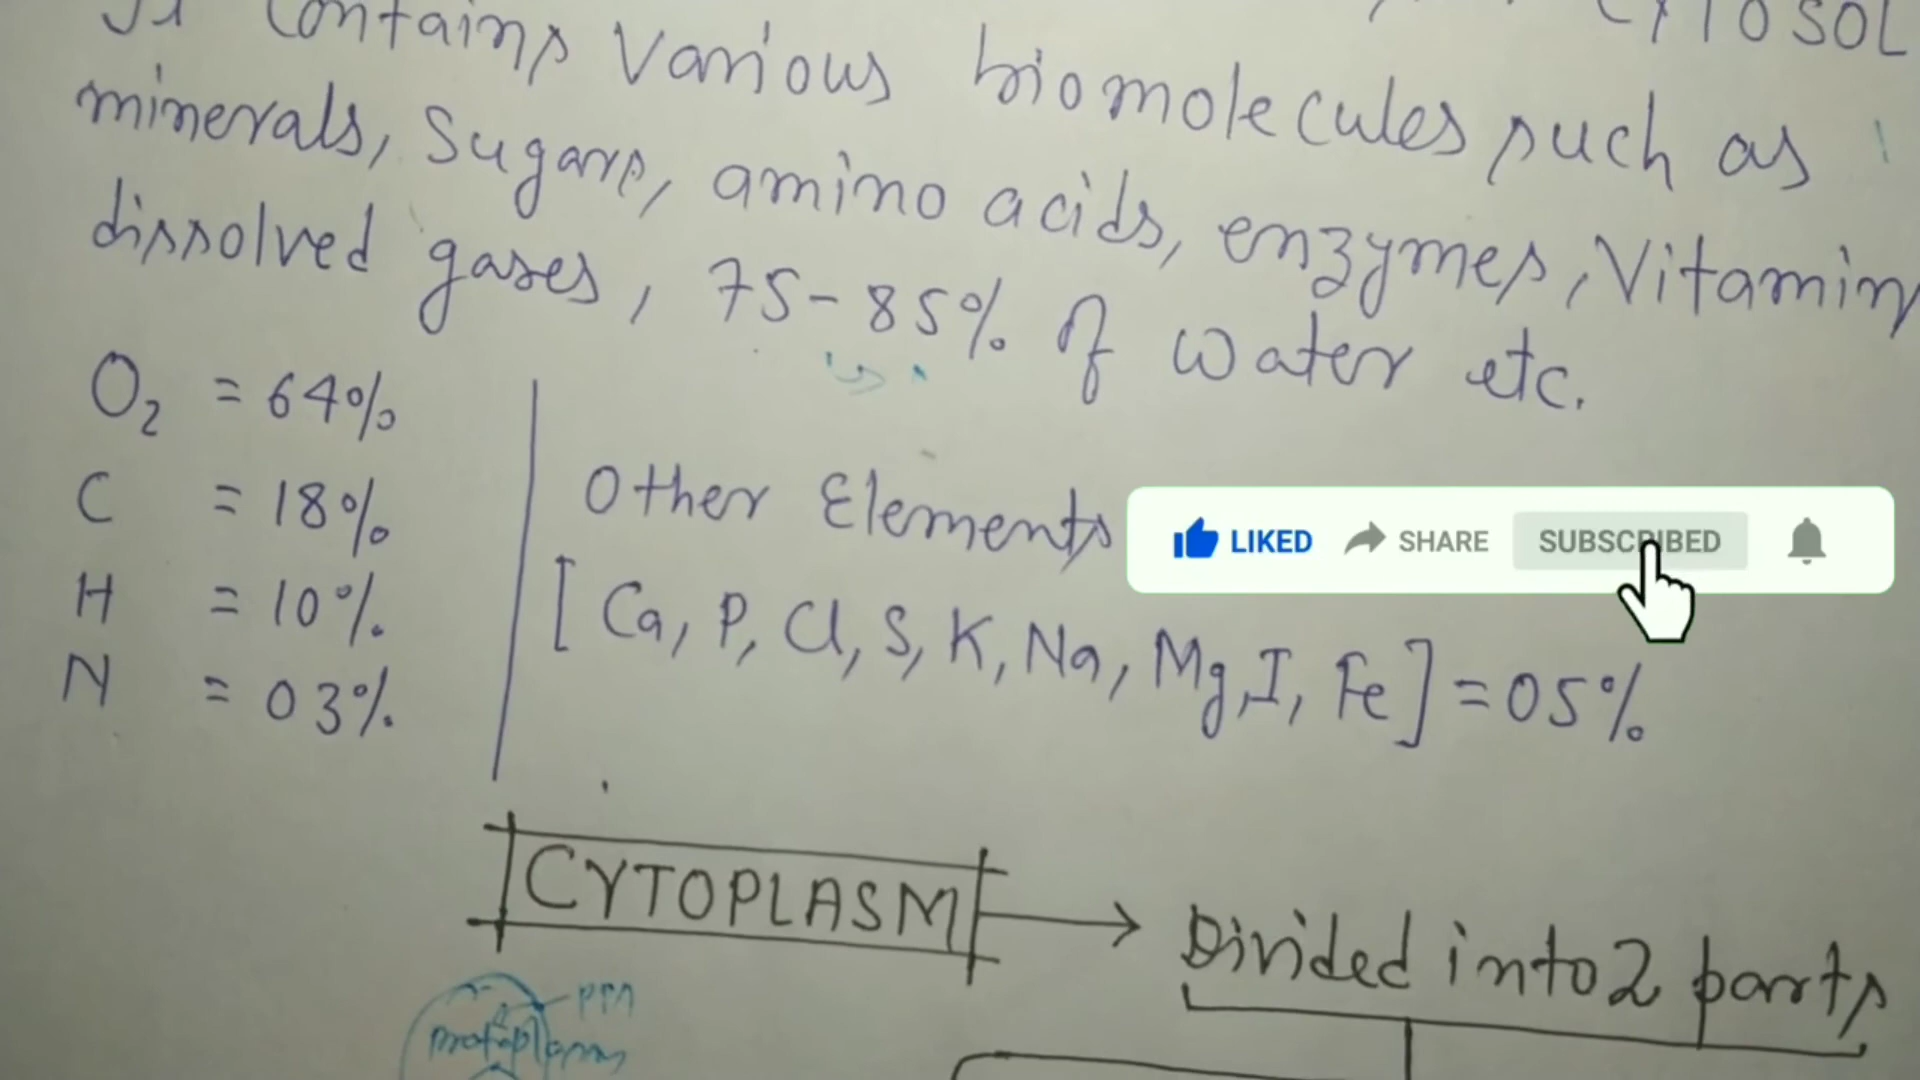 It contains various biomolecules such as
CYTOSOL
minerals, Sugars, amino acids, enzymes, Vitamin
dissolved gases, 75-85% of water etc.
O2 = 64%
C = 18%
H = 10%
N = 03%
Other Elements
[Ca, P, Cl, S, K, Na, Mg, I, Fe] = 05%
LIKED SHARE SUBSCRIBED
CYTOPLASM → Divided into 2 parts
protoplasm